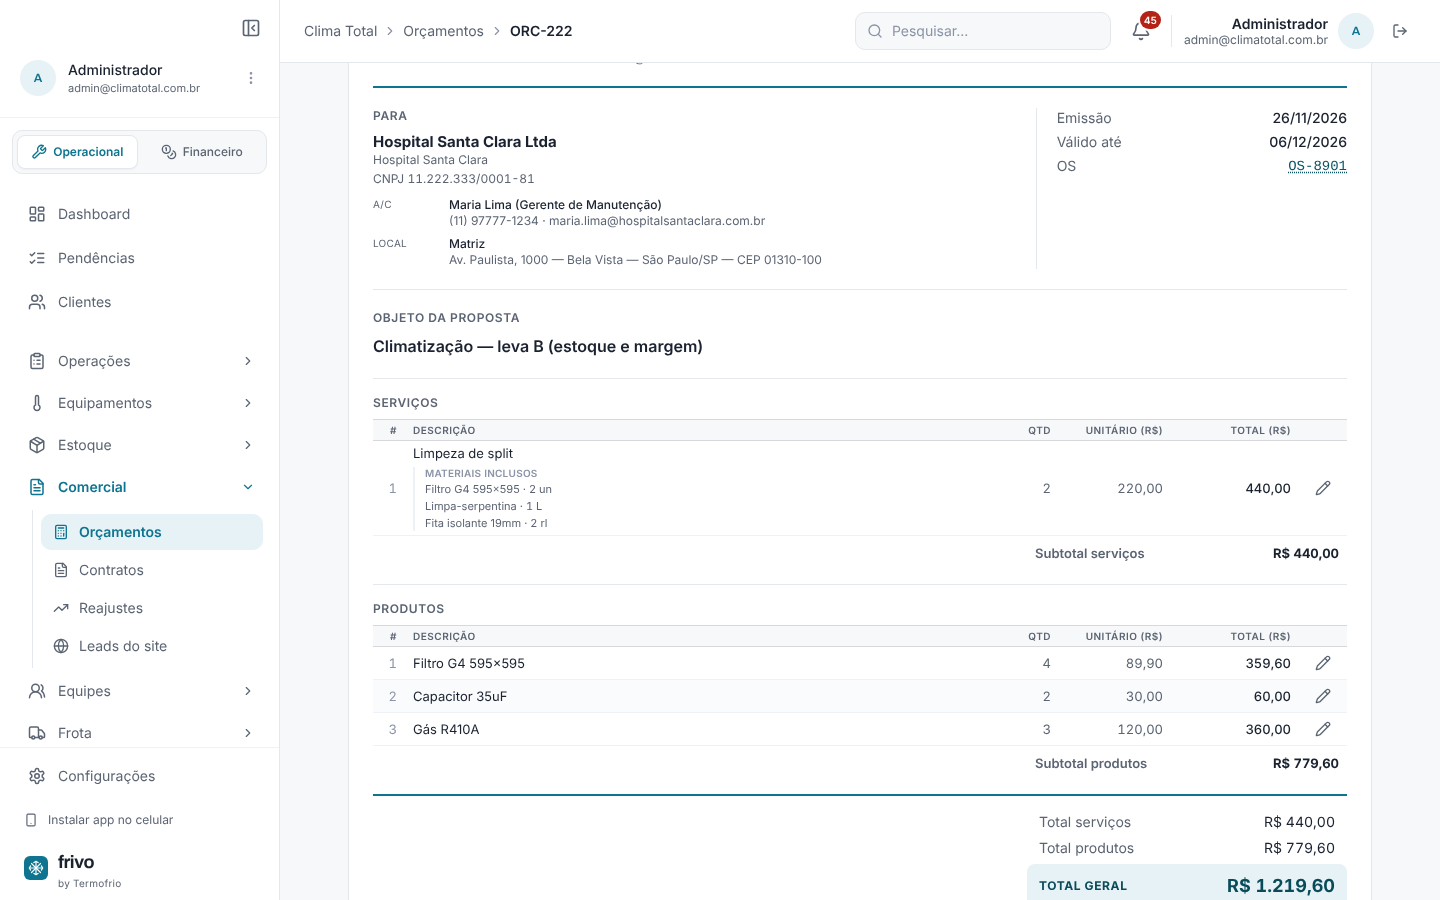 Clima Total
Orçamentos
ORC-222
Pesquisar...
45
Administrador
admin@climatotal.com.br
A
A
Administrador
admin@climatotal.com.br
Operacional
Financeiro
Dashboard
Pendências
Clientes
Operações
Equipamentos
Estoque
Comercial
Orçamentos
Contratos
Reajustes
Leads do site
Equipes
Frota
Configurações
Instalar app no celular
frivo
by Termofrio
PARA
Hospital Santa Clara Ltda
Hospital Santa Clara
CNPJ 11.222.333/0001-81
A/C Maria Lima (Gerente de Manutenção)
(11) 97777-1234 · maria.lima@hospitalsantaclara.com.br
LOCAL Matriz
Av. Paulista, 1000 — Bela Vista — São Paulo/SP — CEP 01310-100
Emissão 26/11/2026
Válido até 06/12/2026
OS OS-8901
OBJETO DA PROPOSTA
Climatização — leva B (estoque e margem)
SERVIÇOS
# DESCRIÇÃO QTD UNITÁRIO (R$) TOTAL (R$)
Limpeza de split
MATERIAIS INCLUSOS
1 Filtro G4 595×595 · 2 un 2 220,00 440,00
Limpa-serpentina · 1 L
Fita isolante 19mm · 2 rl
Subtotal serviços R$ 440,00
PRODUTOS
# DESCRIÇÃO QTD UNITÁRIO (R$) TOTAL (R$)
1 Filtro G4 595×595 4 89,90 359,60
2 Capacitor 35uF 2 30,00 60,00
3 Gás R410A 3 120,00 360,00
Subtotal produtos R$ 779,60
Total serviços R$ 440,00
Total produtos R$ 779,60
TOTAL GERAL R$ 1.219,60